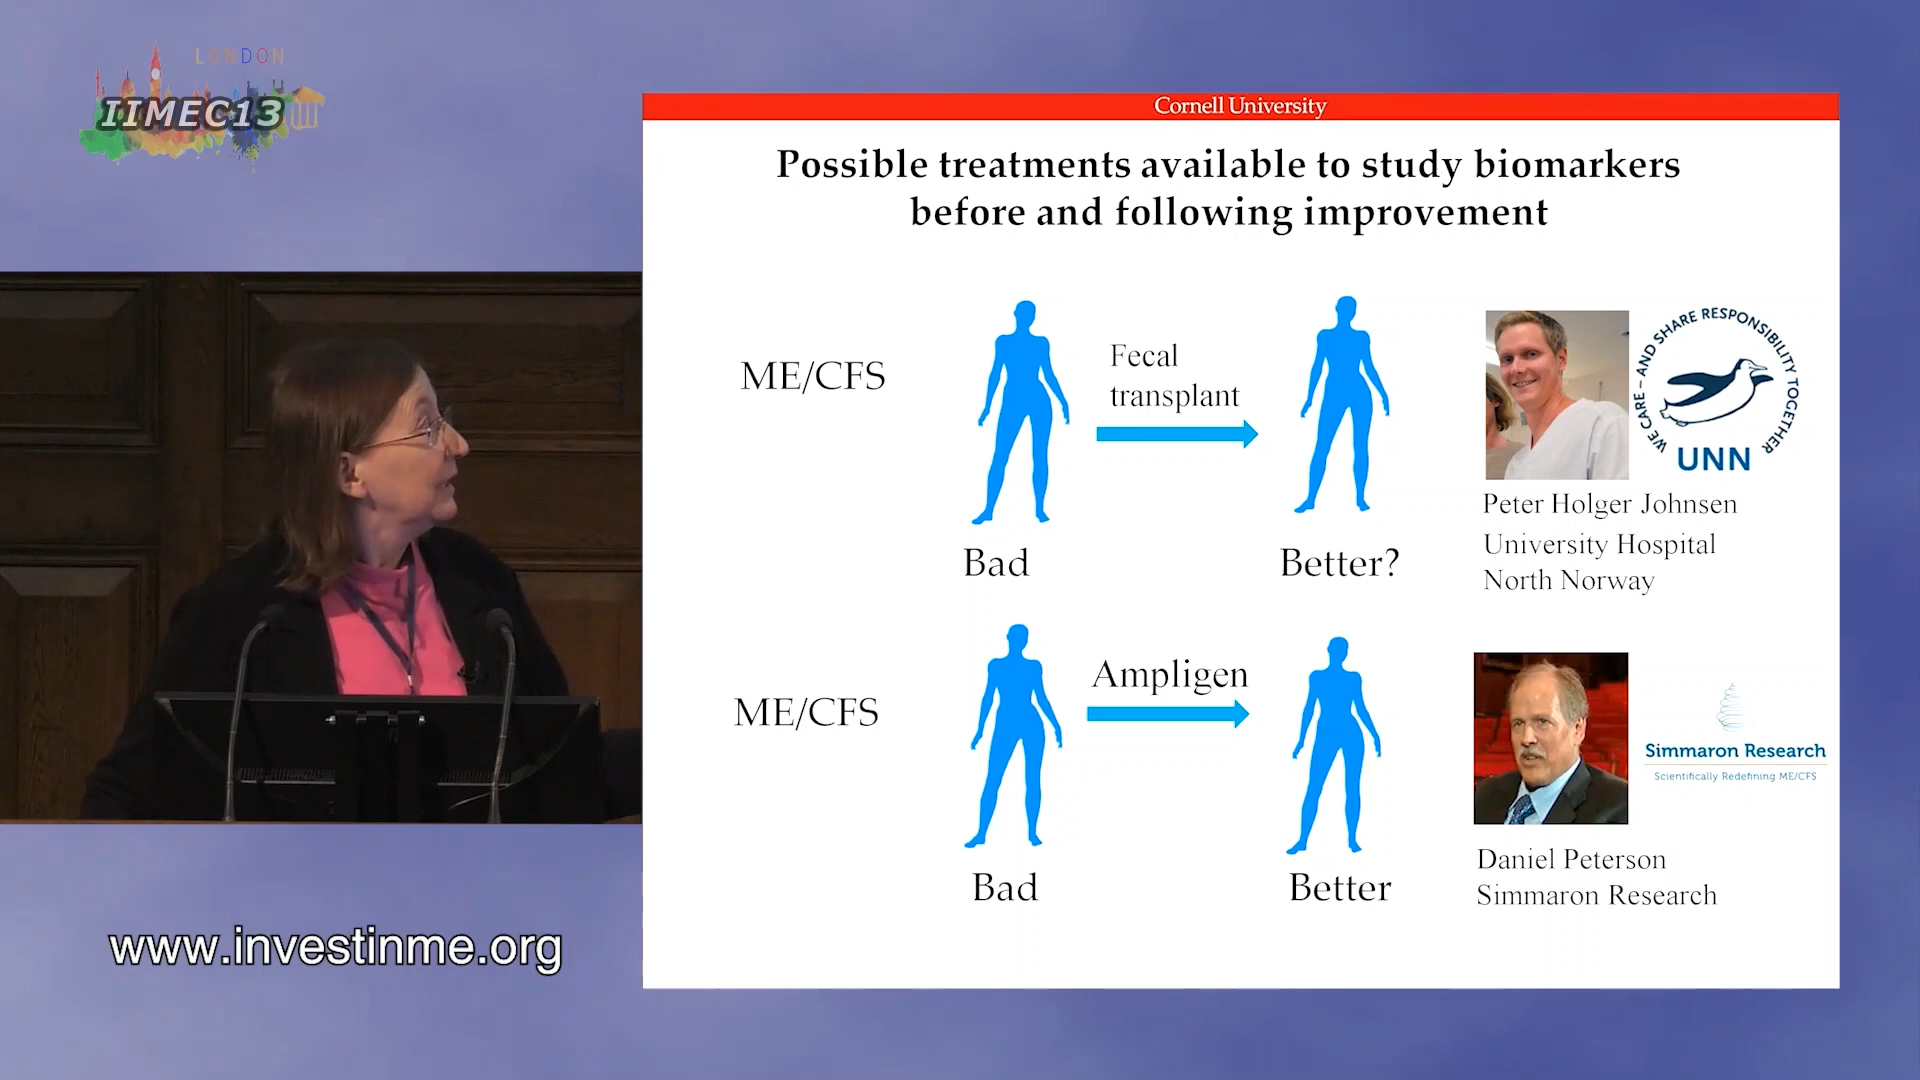 LONDON
IIMEC13
Cornell University
Possible treatments available to study biomarkers
before and following improvement
ME/CFS
Fecal
transplant
Bad
Better?
WE CARE – AND SHARE RESPONSIBILITY TOGETHER
UNN
Peter Holger Johnsen
University Hospital
North Norway
ME/CFS
Ampligen
Bad
Better
Simmaron Research
Scientifically Redefining ME/CFS
Daniel Peterson
Simmaron Research
www.investinme.org